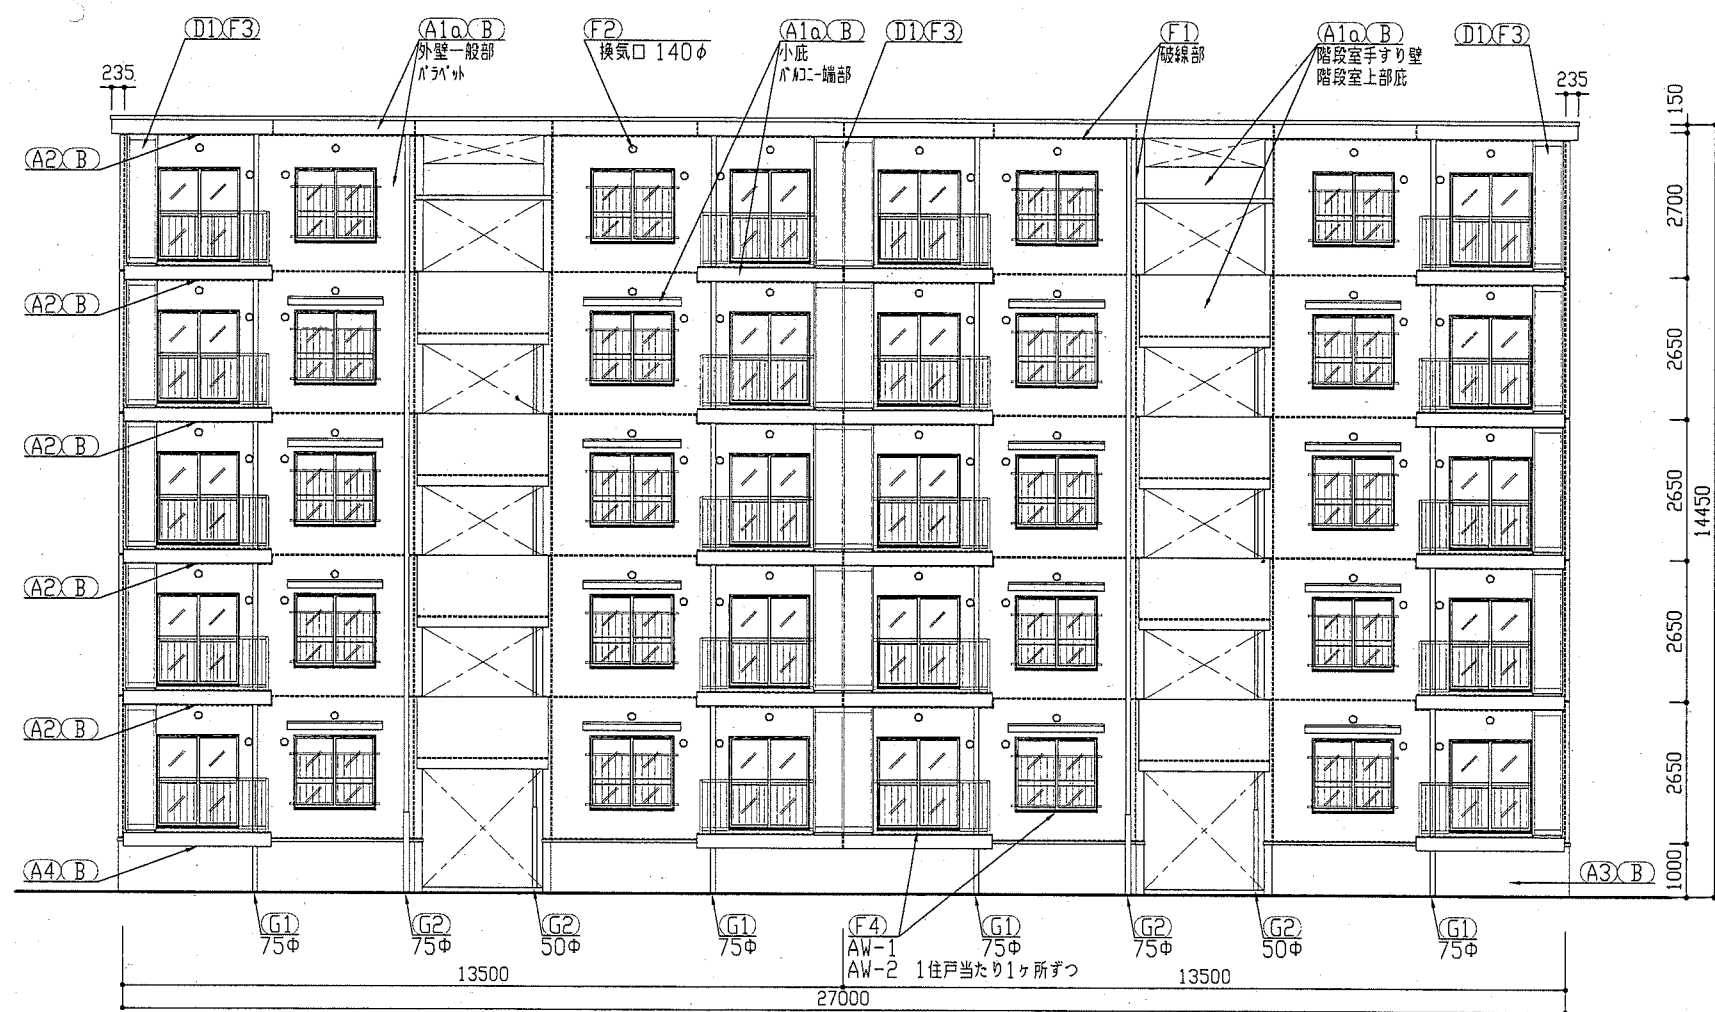 D1 F3
A1a B
外壁一般部
パラペット
F2
換気口 140φ
A1a B
小庇
バルコニー端部
D1 F3
F1
破線部
A1a B
階段室手すり壁
階段室上部庇
D1 F3
235
235
150
A2 B
2700
A2 B
2650
A2 B
2650
14450
A2 B
2650
A2 B
2650
A4 B
A3 B
1000
G1
75Φ
G2
75Φ
G2
50Φ
G1
75Φ
F4
AW-1
AW-2 1住戸当たり1ヶ所ずつ
G1
75Φ
G2
75Φ
G2
50Φ
G1
75Φ
13500
13500
27000